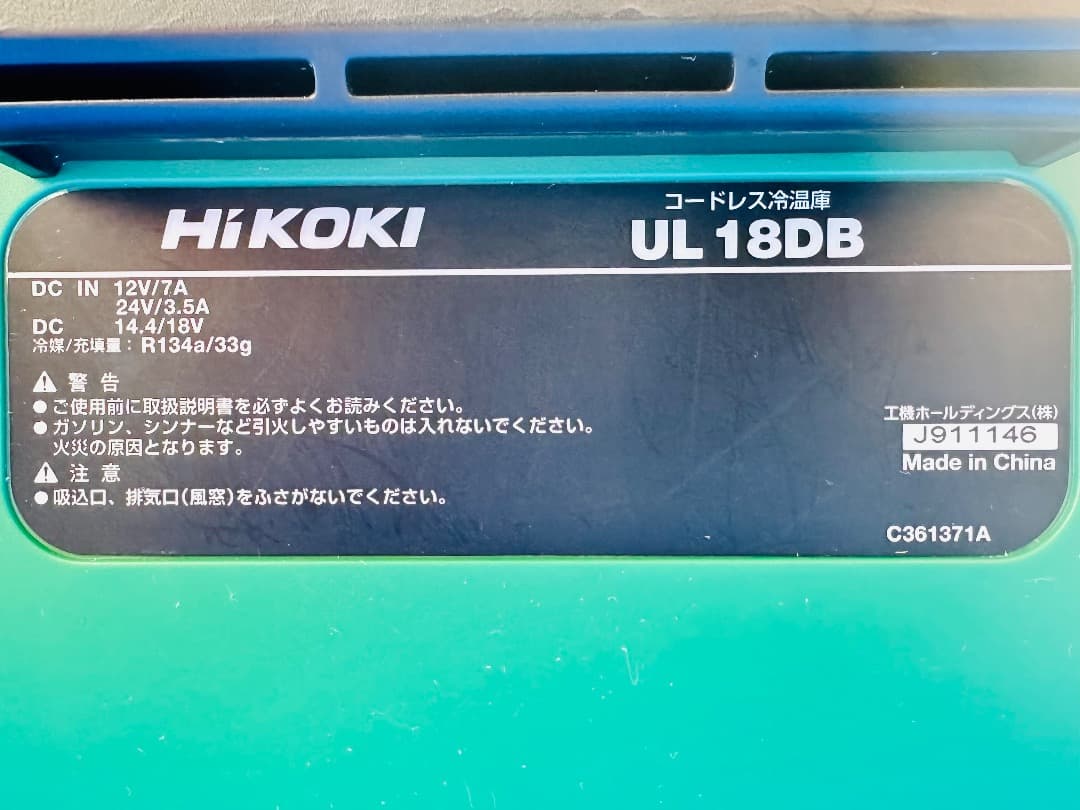 HiKOKI
コードレス冷温庫
UL 18DB
DC IN 12V/7A
24V/3.5A
DC 14.4/18V
冷媒/充填量：R134a/33g
警告
●ご使用前に取扱説明書を必ずよくお読みください。
●ガソリン、シンナーなど引火しやすいものは入れないでください。
火災の原因となります。
注意
●吸込口、排気口(風窓)をふさがないでください。
工機ホールディングス(株)
J911146
Made in China
C361371A